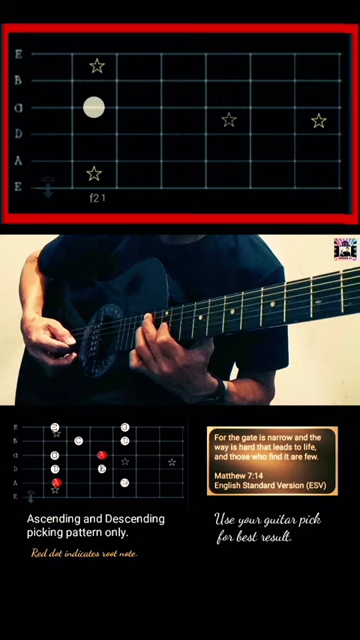 E
B
G
D
A
E
f21
E
B
G
D
A
E
For the gate is narrow and the
way is hard that leads to life,
and those who find it are few.
Matthew 7:14
English Standard Version (ESV)
Ascending and Descending
picking pattern only.
Red dot indicates root note.
Use your guitar pick
for best result.